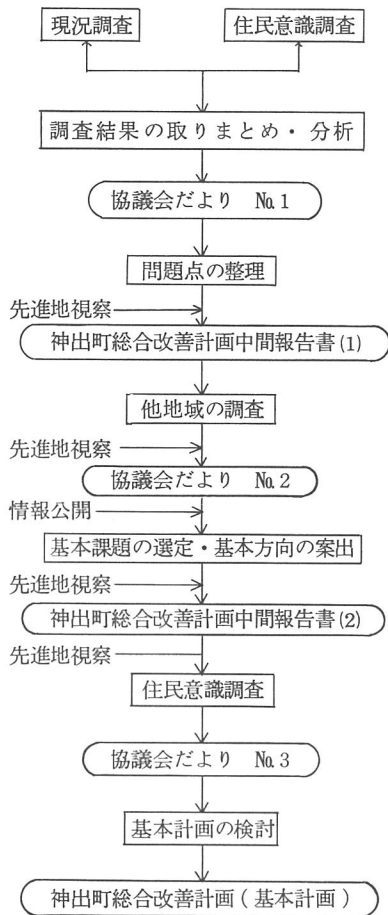 現況調査 住民意識調査
調査結果の取りまとめ・分析
協議会だより No.1
問題点の整理
先進地視察
神出町総合改善計画中間報告書(1)
他地域の調査
先進地視察
協議会だより No.2
情報公開
基本課題の選定・基本方向の案出
先進地視察
神出町総合改善計画中間報告書(2)
先進地視察
住民意識調査
協議会だより No.3
基本計画の検討
神出町総合改善計画(基本計画)